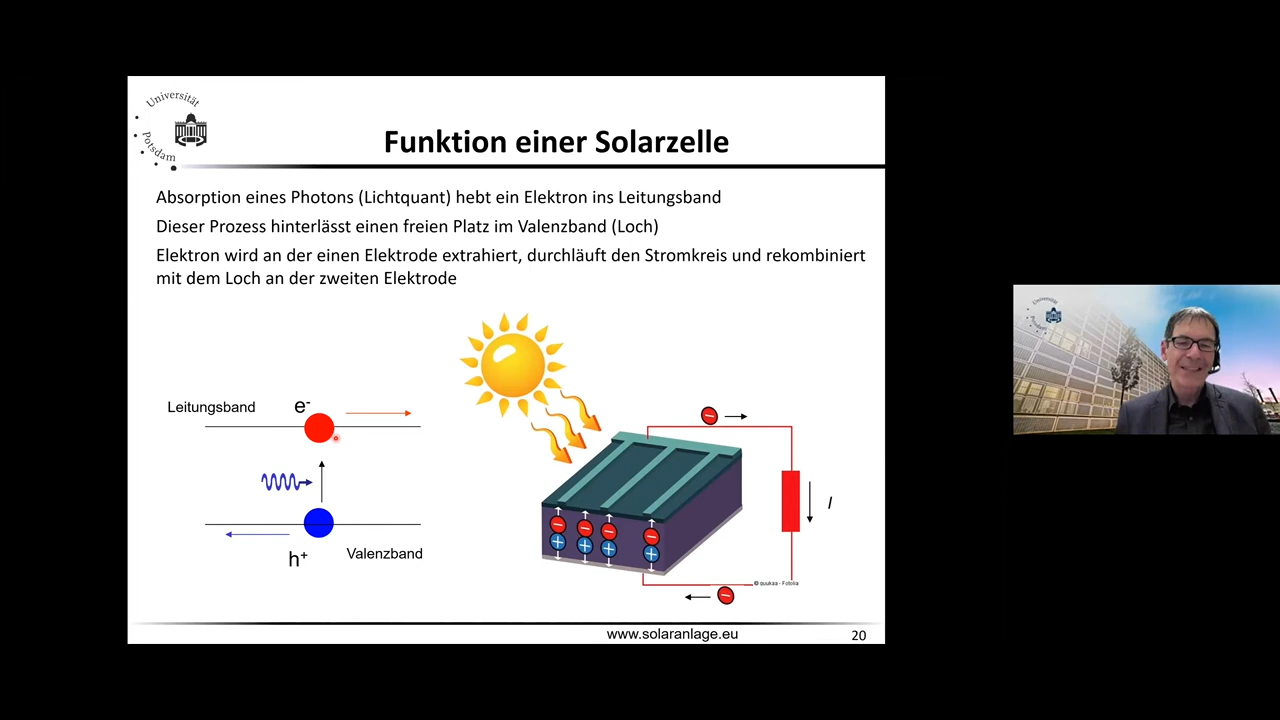 Universität
Potsdam
Funktion einer Solarzelle
Absorption eines Photons (Lichtquant) hebt ein Elektron ins Leitungsband
Dieser Prozess hinterlässt einen freien Platz im Valenzband (Loch)
Elektron wird an der einen Elektrode extrahiert, durchläuft den Stromkreis und rekombiniert
mit dem Loch an der zweiten Elektrode
Leitungsband
e-
h+
Valenzband
I
www.solaranlage.eu
20
Universität
Potsdam